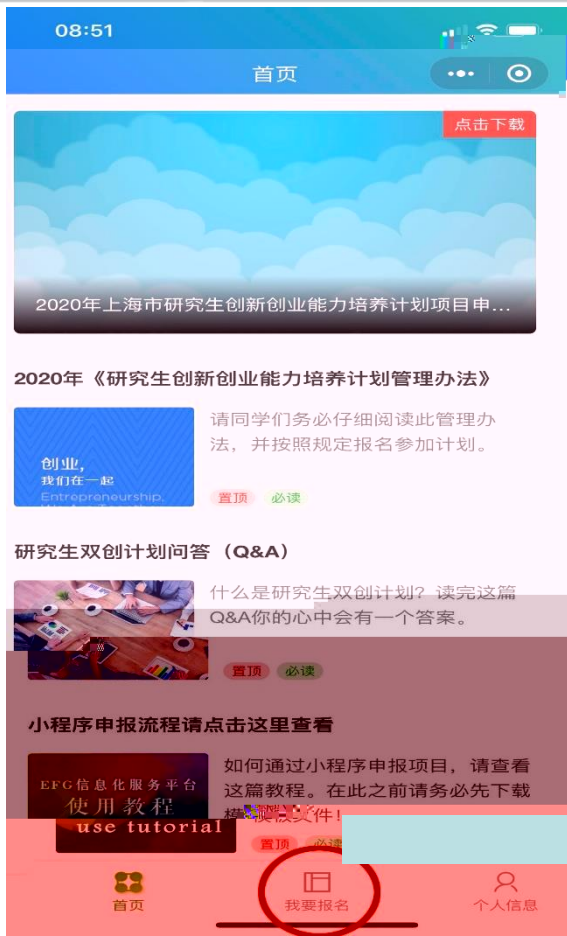 08:51
首页
点击下载
2020年上海市研究生创新创业能力培养计划项目申...
2020年《研究生创新创业能力培养计划管理办法》
请同学们务必仔细阅读此管理办
法，并按照规定报名参加计划。
创业，
我们在一起
Entrepreneurship,
置顶 必读
研究生双创计划问答（Q&A）
什么是研究生双创计划？读完这篇
Q&A你的心中会有一个答案。
置顶 必读
小程序申报流程请点击这里查看
如何通过小程序申报项目，请查看
这篇教程。在此之前请务必先下载
文件！
EFG信息化服务平台
使用教程
use tutorial
置顶 必读
首页 我要报名 个人信息